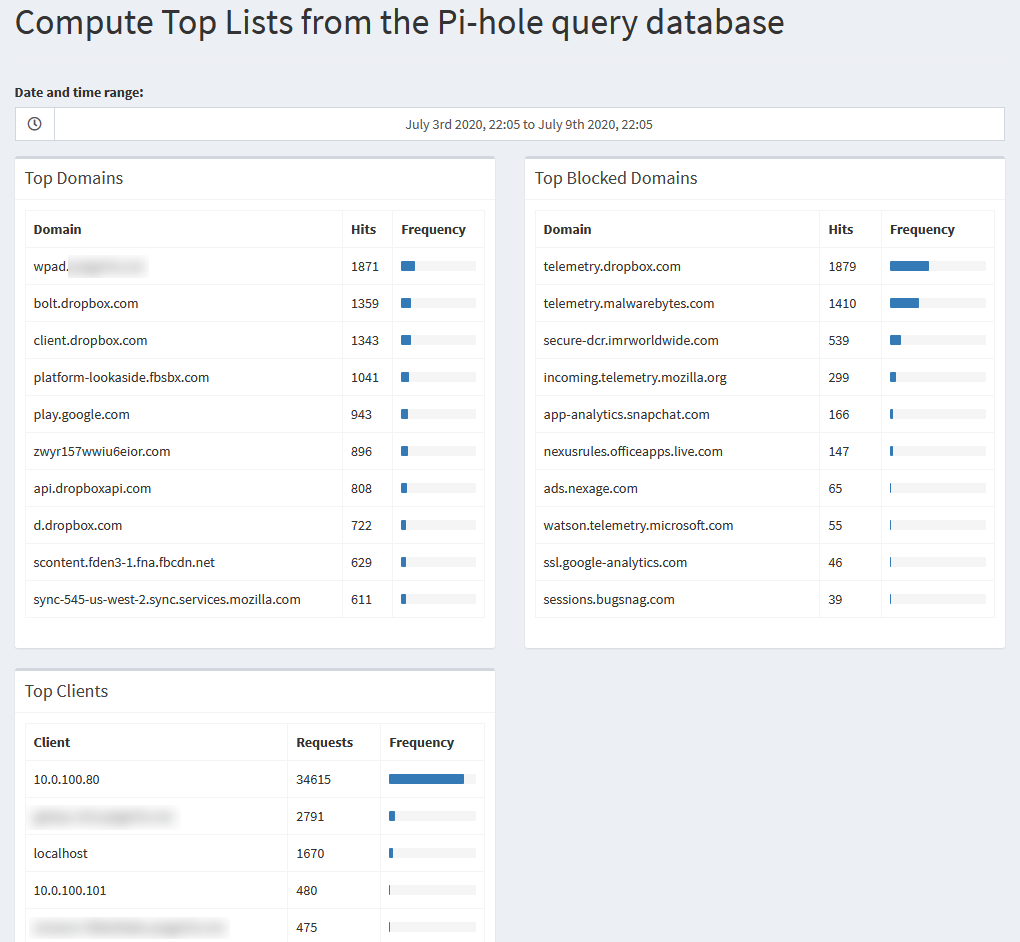 Compute Top Lists from the Pi-hole query database
Date and time range:
July 3rd 2020, 22:05 to July 9th 2020, 22:05
Top Domains
Domain Hits Frequency
wpad. 1871
bolt.dropbox.com 1359
client.dropbox.com 1343
platform-lookaside.fbsbx.com 1041
play.google.com 943
zwyr157wwiu6eior.com 896
api.dropboxapi.com 808
d.dropbox.com 722
scontent.fden3-1.fna.fbcdn.net 629
sync-545-us-west-2.sync.services.mozilla.com 611
Top Blocked Domains
Domain Hits Frequency
telemetry.dropbox.com 1879
telemetry.malwarebytes.com 1410
secure-dcr.imrworldwide.com 539
incoming.telemetry.mozilla.org 299
app-analytics.snapchat.com 166
nexusrules.officeapps.live.com 147
ads.nexage.com 65
watson.telemetry.microsoft.com 55
ssl.google-analytics.com 46
sessions.bugsnag.com 39
Top Clients
Client Requests Frequency
10.0.100.80 34615
2791
localhost 1670
10.0.100.101 480
475